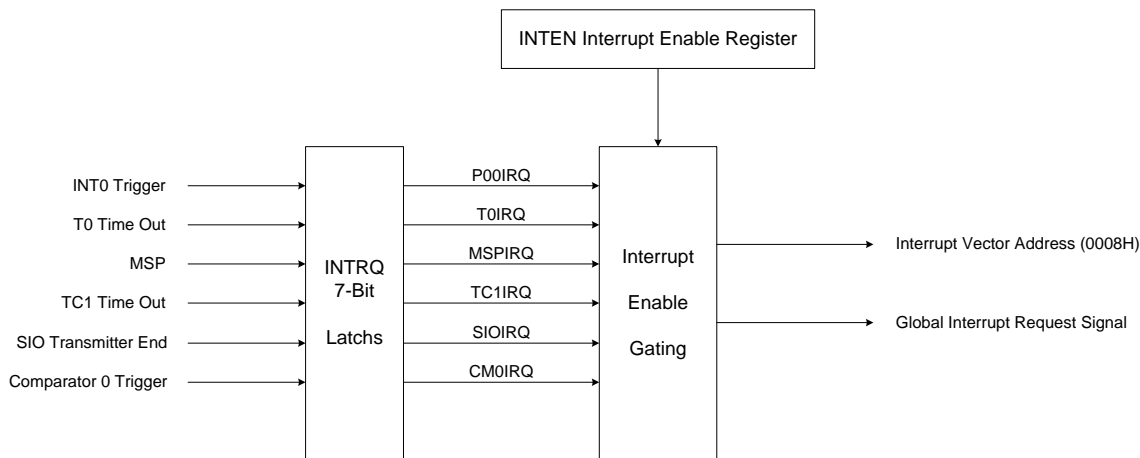 INTEN Interrupt Enable Register
INT0 Trigger
T0 Time Out
MSP
TC1 Time Out
SIO Transmitter End
Comparator 0 Trigger
INTRQ
7-Bit
Latchs
P00IRQ
T0IRQ
MSPIRQ
TC1IRQ
SIOIRQ
CM0IRQ
Interrupt
Enable
Gating
Interrupt Vector Address (0008H)
Global Interrupt Request Signal